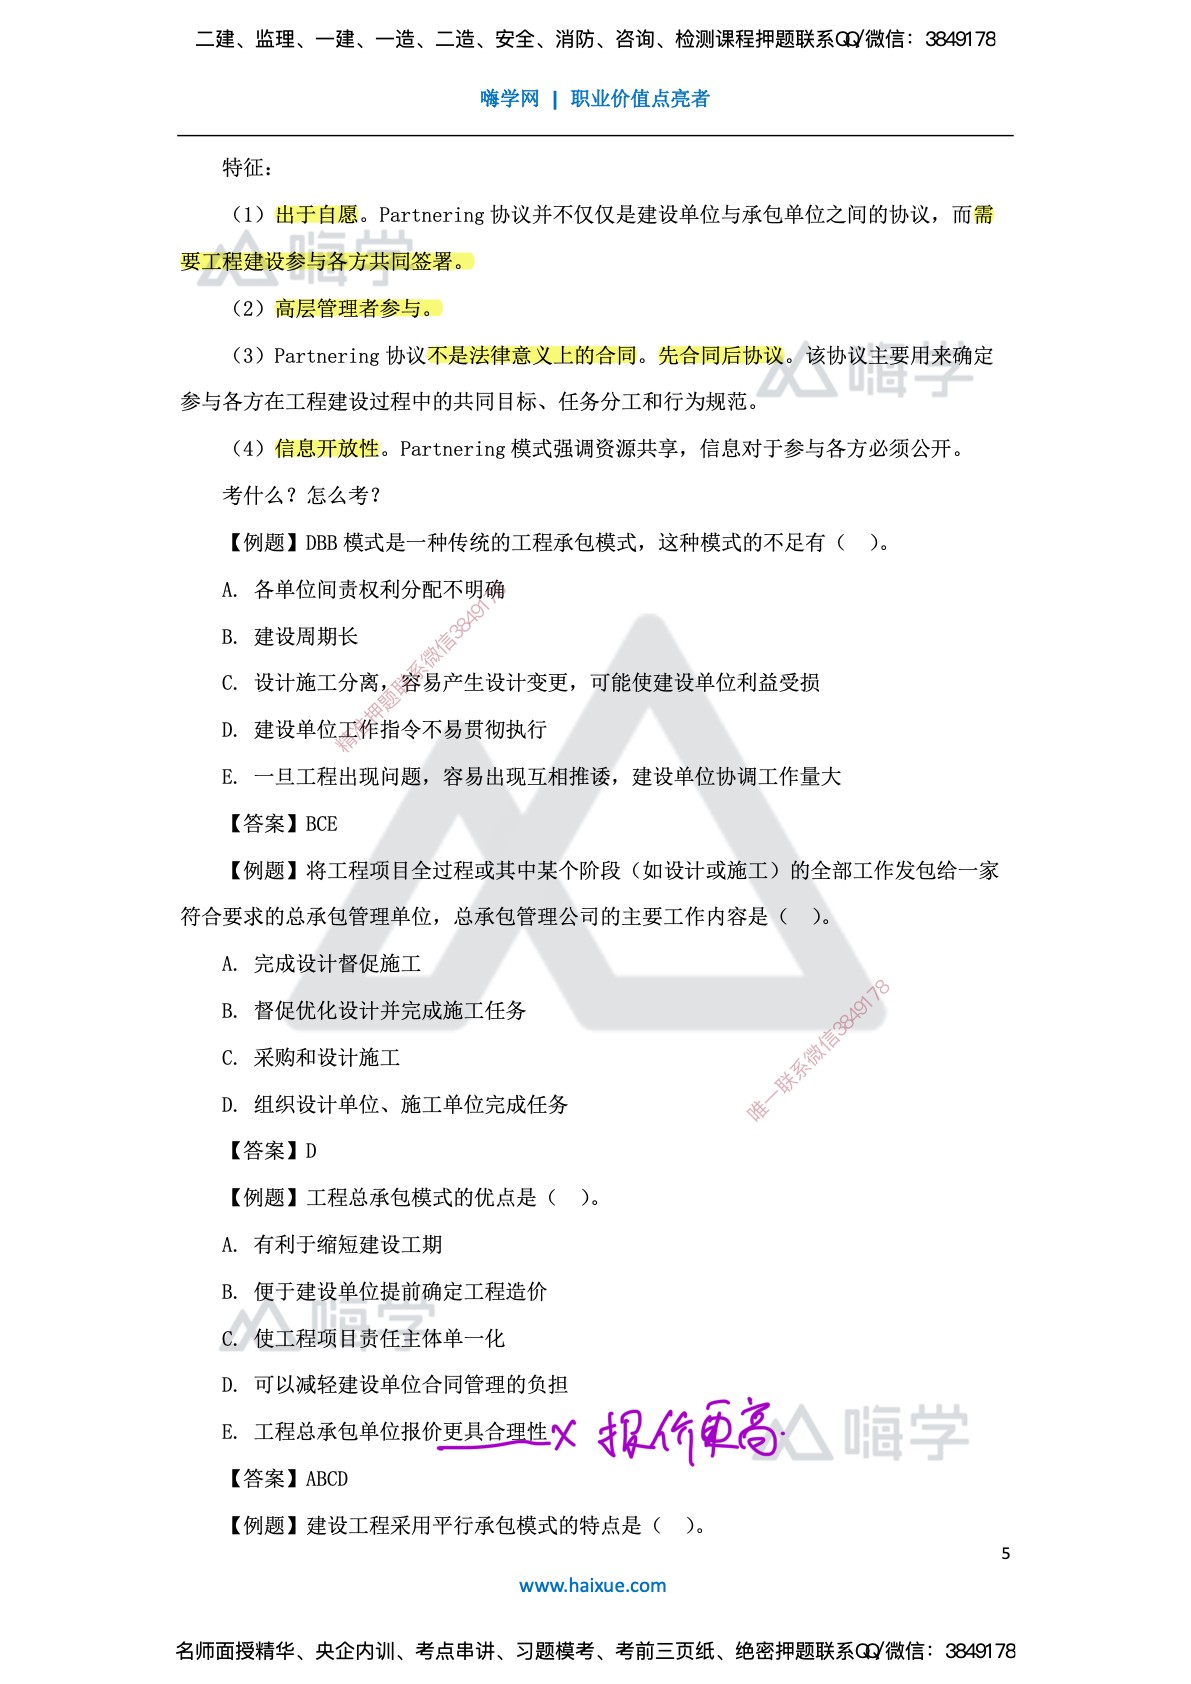 二建、监理、一建、一造、二造、安全、消防、咨询、检测课程押题联系QQ/微信：3849178
嗨学网 | 职业价值点亮者
特征：
（1）出于自愿。Partnering 协议并不仅仅是建设单位与承包单位之间的协议，而需
要工程建设参与各方共同签署。
嗨学
（2）高层管理者参与。
（3）Partnering 协议不是法律意义上的合同。先合同后协议。该协议主要用来确定
嗨学
参与各方在工程建设过程中的共同目标、任务分工和行为规范。
（4）信息开放性。Partnering 模式强调资源共享，信息对于参与各方必须公开。
考什么？怎么考？
【例题】DBB 模式是一种传统的工程承包模式，这种模式的不足有（ ）。
A. 各单位间责权利分配不明确
B. 建设周期长
精准押题联系微信3849178
C. 设计施工分离，容易产生设计变更，可能使建设单位利益受损
D. 建设单位工作指令不易贯彻执行
E. 一旦工程出现问题，容易出现互相推诿，建设单位协调工作量大
【答案】BCE
【例题】将工程项目全过程或其中某个阶段（如设计或施工）的全部工作发包给一家
符合要求的总承包管理单位，总承包管理公司的主要工作内容是（ ）。
A. 完成设计督促施工
B. 督促优化设计并完成施工任务
C. 采购和设计施工
唯一联系微信3849178
D. 组织设计单位、施工单位完成任务
【答案】D
【例题】工程总承包模式的优点是（ ）。
A. 有利于缩短建设工期
B. 便于建设单位提前确定工程造价
嗨学
C. 使工程项目责任主体单一化
D. 可以减轻建设单位合同管理的负担
E. 工程总承包单位报价更具合理性 × 报价更高.
嗨学
【答案】ABCD
【例题】建设工程采用平行承包模式的特点是（ ）。
5
www.haixue.com
名师面授精华、央企内训、考点串讲、习题模考、考前三页纸、绝密押题联系QQ/微信：3849178